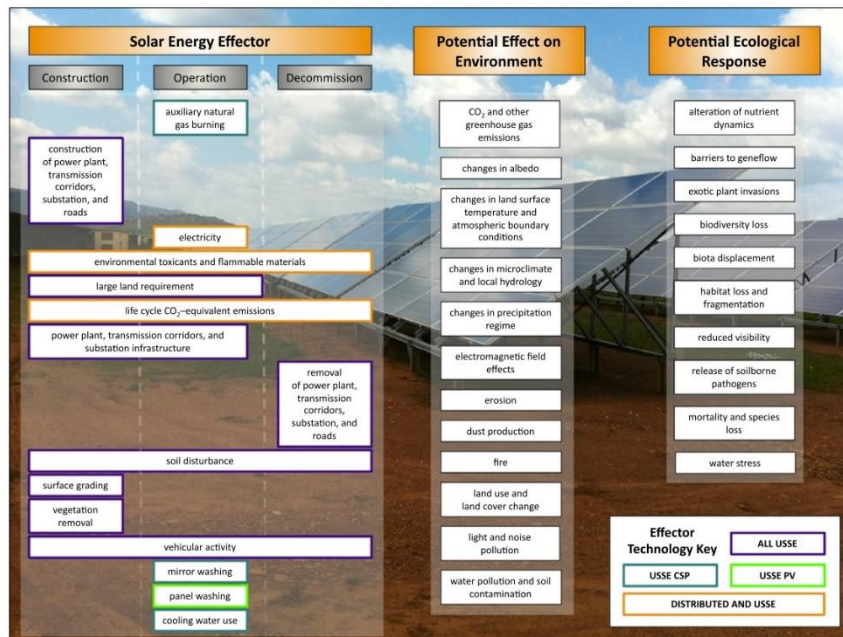 Solar Energy Effector
Construction
Operation
Decommission
auxiliary natural
gas burning
construction
of power plant,
transmission
corridors,
substation, and
roads
electricity
environmental toxicants and flammable materials
large land requirement
life cycle CO₂–equivalent emissions
power plant, transmission corridors, and
substation infrastructure
removal
of power plant,
transmission
corridors,
substation, and
roads
soil disturbance
surface grading
vegetation
removal
vehicular activity
mirror washing
panel washing
cooling water use
Potential Effect on
Environment
CO₂ and other
greenhouse gas
emissions
changes in albedo
changes in land surface
temperature and
atmospheric boundary
conditions
changes in microclimate
and local hydrology
changes in precipitation
regime
electromagnetic field
effects
erosion
dust production
fire
land use and
land cover change
light and noise
pollution
water pollution and soil
contamination
Potential Ecological
Response
alteration of nutrient
dynamics
barriers to geneflow
exotic plant invasions
biodiversity loss
biota displacement
habitat loss and
fragmentation
reduced visibility
release of soilborne
pathogens
mortality and species
loss
water stress
Effector
Technology Key
ALL USSE
USSE CSP
USSE PV
DISTRIBUTED AND USSE